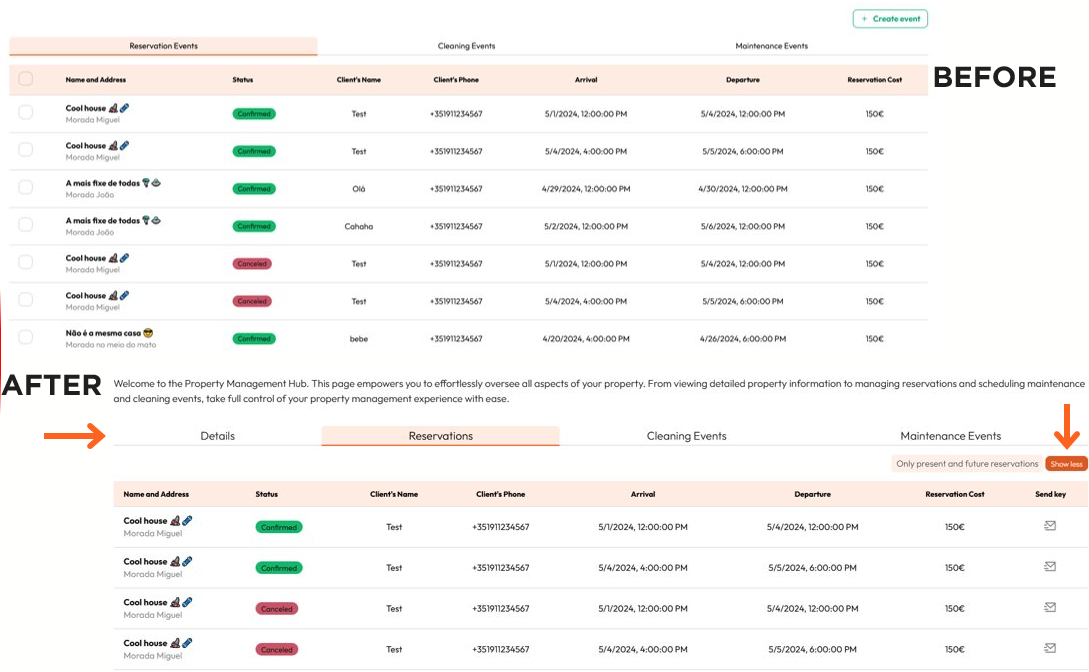 + Create event
Reservation Events Cleaning Events Maintenance Events
BEFORE
Name and Address Status Client's Name Client's Phone Arrival Departure Reservation Cost
Cool house Confirmed Test +351911234567 5/1/2024, 12:00:00 PM 5/4/2024, 12:00:00 PM 150€
Morada Miguel
Cool house Confirmed Test +351911234567 5/4/2024, 4:00:00 PM 5/5/2024, 6:00:00 PM 150€
Morada Miguel
A mais fixe de todas Confirmed Olá +351911234567 4/29/2024, 12:00:00 PM 4/30/2024, 12:00:00 PM 150€
Morada João
A mais fixe de todas Confirmed Cahaha +351911234567 5/2/2024, 12:00:00 PM 5/6/2024, 12:00:00 PM 150€
Morada João
Cool house Canceled Test +351911234567 5/1/2024, 12:00:00 PM 5/4/2024, 12:00:00 PM 150€
Morada Miguel
Cool house Canceled Test +351911234567 5/4/2024, 4:00:00 PM 5/5/2024, 6:00:00 PM 150€
Morada Miguel
Não é a mesma casa Confirmed bebe +351911234567 4/20/2024, 4:00:00 PM 4/26/2024, 6:00:00 PM 150€
Morada no meio do mato
AFTER
Welcome to the Property Management Hub. This page empowers you to effortlessly oversee all aspects of your property. From viewing detailed property information to managing reservations and scheduling maintenance
and cleaning events, take full control of your property management experience with ease.
Details Reservations Cleaning Events Maintenance Events
Only present and future reservations Show less
Name and Address Status Client's Name Client's Phone Arrival Departure Reservation Cost Send key
Cool house Confirmed Test +351911234567 5/1/2024, 12:00:00 PM 5/4/2024, 12:00:00 PM 150€
Morada Miguel
Cool house Confirmed Test +351911234567 5/4/2024, 4:00:00 PM 5/5/2024, 6:00:00 PM 150€
Morada Miguel
Cool house Canceled Test +351911234567 5/1/2024, 12:00:00 PM 5/4/2024, 12:00:00 PM 150€
Morada Miguel
Cool house Canceled Test +351911234567 5/4/2024, 4:00:00 PM 5/5/2024, 6:00:00 PM 150€
Morada Miguel